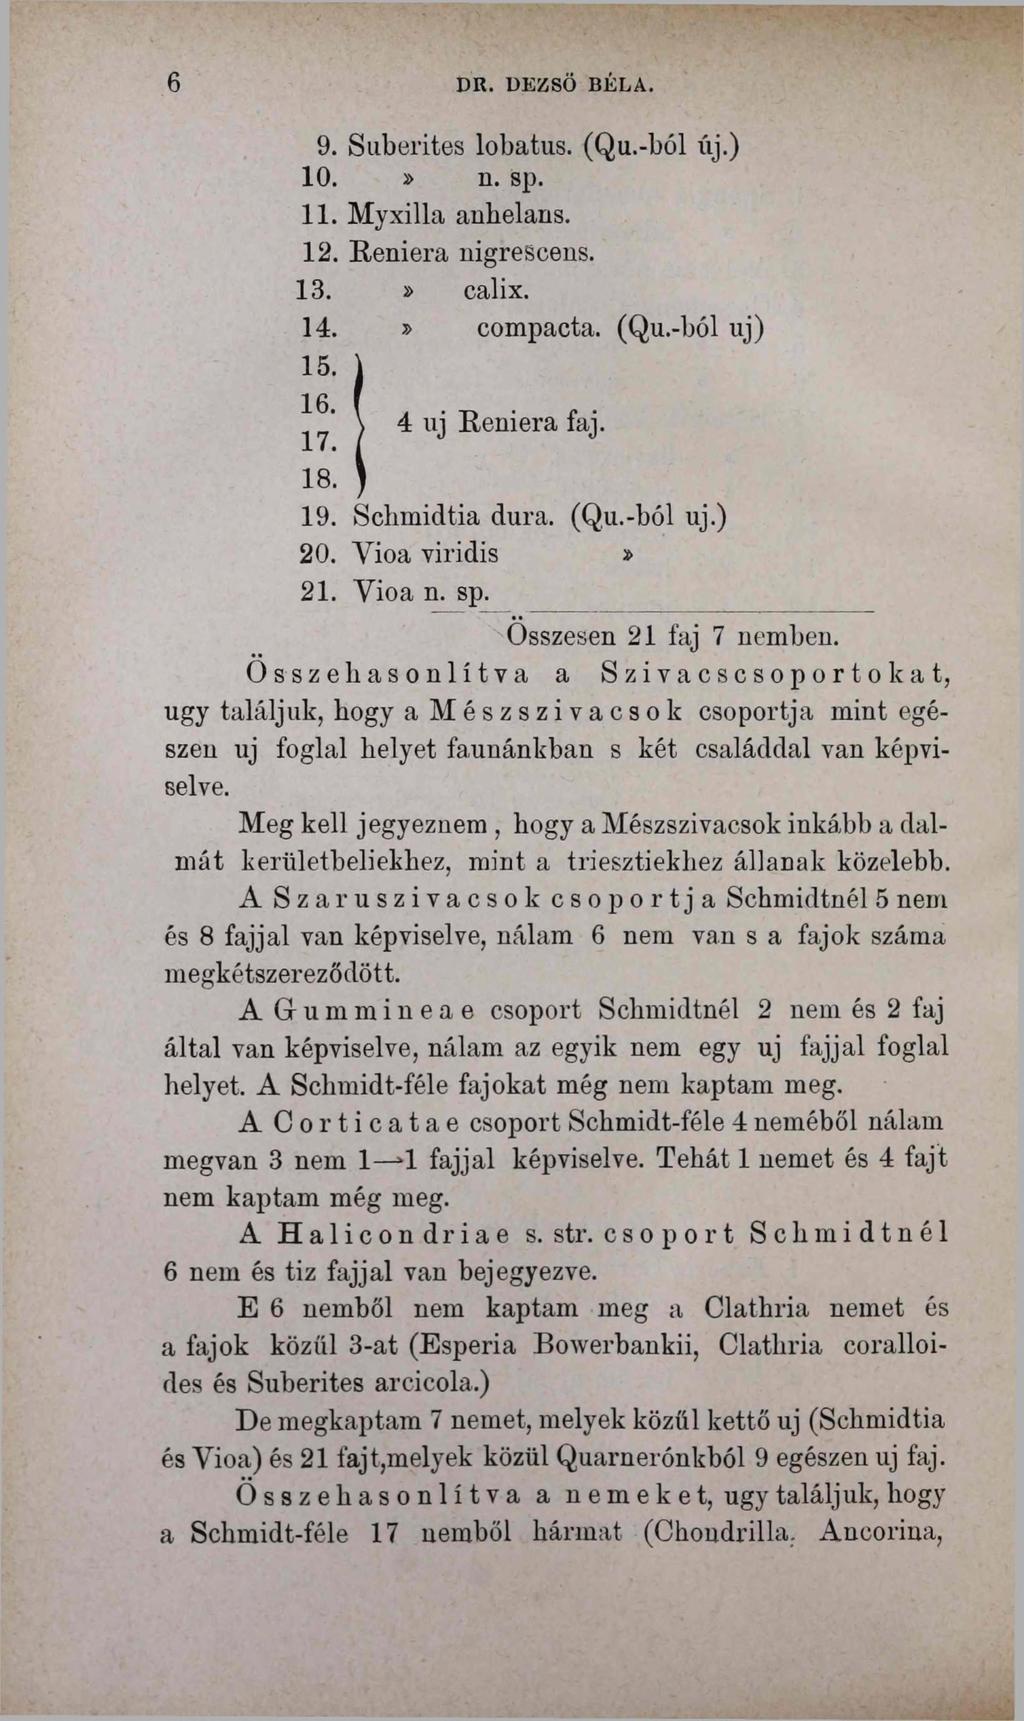 6 DR. DEZSŐ BÉLA.
9. Suberites lobatus. (Qu.-ból új.)
10. » n. sp.
11. Myxilla anhelans.
12. Reniera nigrescens.
13. » calix.
14. » compacta. (Qu.-ból uj)
15.
16.
17. 4 uj Reniera faj.
18.
19. Schmidtia dura. (Qu.-ból uj.)
20. Vioa viridis »
21. Vioa n. sp.
Összesen 21 faj 7 nemben.
Összehasonlítva a Szivacscsoportokat,
ugy találjuk, hogy a Mészszivacsok csoportja mint egé-
szen uj foglal helyet faunánkban s két családdal van képvi-
selve.
Meg kell jegyeznem, hogy a Mészszivacsok inkább a dal-
mát kerületbeliekhez, mint a triesztiekhez állanak közelebb.
A Szaruszivacsok csoportja Schmidtnél 5 nem
és 8 fajjal van képviselve, nálam 6 nem van s a fajok száma
megkétszereződött.
A Gummineae csoport Schmidtnél 2 nem és 2 faj
által van képviselve, nálam az egyik nem egy uj fajjal foglal
helyet. A Schmidt-féle fajokat még nem kaptam meg.
A Corticatae csoport Schmidt-féle 4 neméből nálam
megvan 3 nem 1—1 fajjal képviselve. Tehát 1 nemet és 4 fajt
nem kaptam még meg.
A Halicondriae s. str. csoport Schmidtnél
6 nem és tiz fajjal van bejegyezve.
E 6 nemből nem kaptam meg a Clathria nemet és
a fajok közűl 3-at (Esperia Bowerbankii, Clathria coralloi-
des és Suberites arcicola.)
De megkaptam 7 nemet, melyek közűl kettő uj (Schmidtia
és Vioa) és 21 fajt,melyek közül Quarnerónkból 9 egészen uj faj.
Összehasonlítva a nemeket, ugy találjuk, hogy
a Schmidt-féle 17 nemből hármat (Chondrilla, Ancorina,